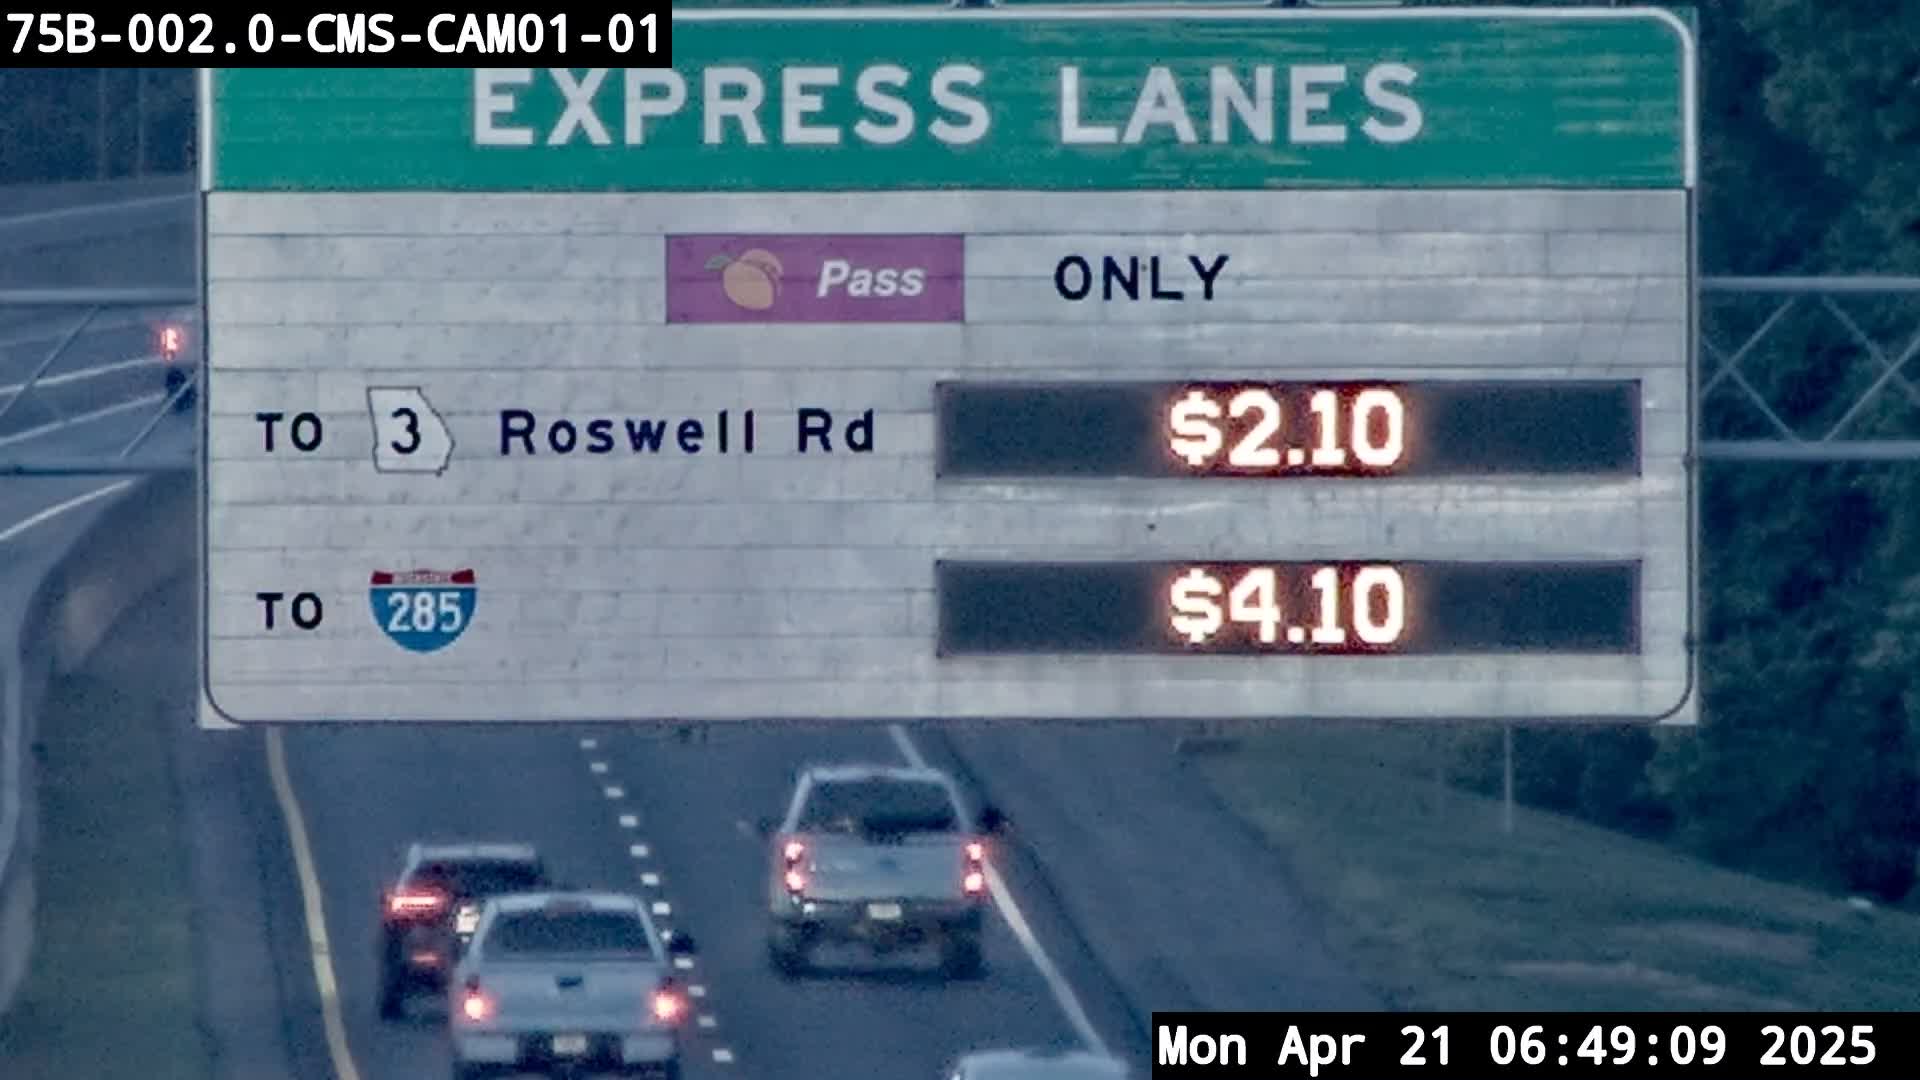 75B-002.0-CMS-CAM01-01
EXPRESS LANES
Pass ONLY
TO 3 Roswell Rd $2.10
TO 285 $4.10
Mon Apr 21 06:49:09 2025